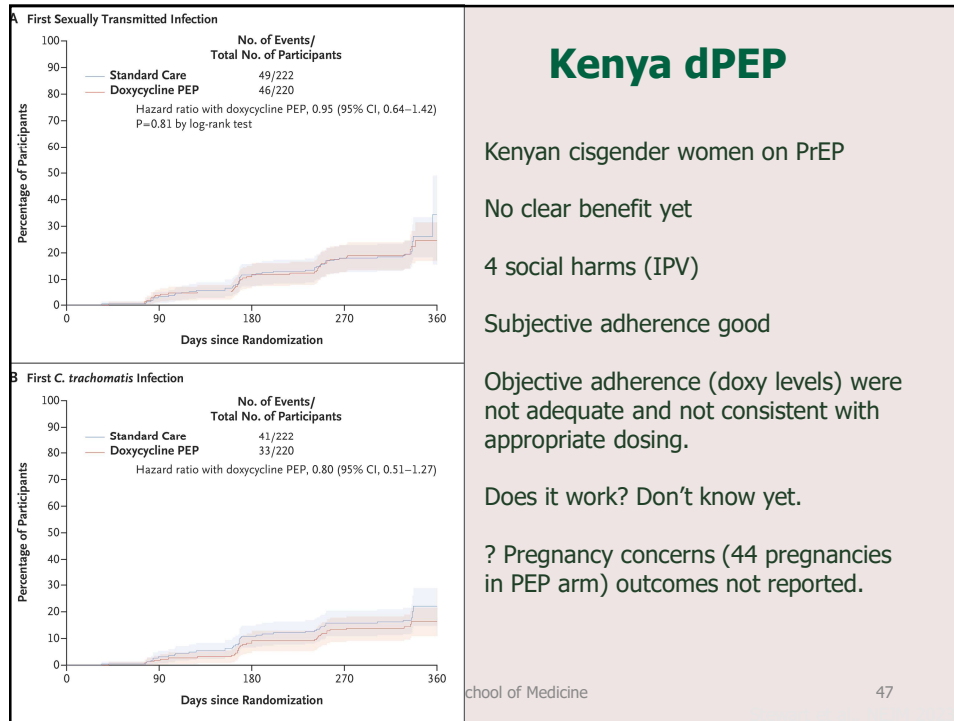 A First Sexually Transmitted Infection
100
90
80
70
60
50
40
30
20
10
0
Percentage of Participants
No. of Events/
Total No. of Participants
Standard Care 49/222
Doxycycline PEP 46/220
Hazard ratio with doxycycline PEP, 0.95 (95% CI, 0.64–1.42)
P=0.81 by log-rank test
0 90 180 270 360
Days since Randomization
B First C. trachomatis Infection
100
90
80
70
60
50
40
30
20
10
0
Percentage of Participants
No. of Events/
Total No. of Participants
Standard Care 41/222
Doxycycline PEP 33/220
Hazard ratio with doxycycline PEP, 0.80 (95% CI, 0.51–1.27)
0 90 180 270 360
Days since Randomization
Kenya dPEP
Kenyan cisgender women on PrEP
No clear benefit yet
4 social harms (IPV)
Subjective adherence good
Objective adherence (doxy levels) were
not adequate and not consistent with
appropriate dosing.
Does it work? Don’t know yet.
? Pregnancy concerns (44 pregnancies
in PEP arm) outcomes not reported.
chool of Medicine 47